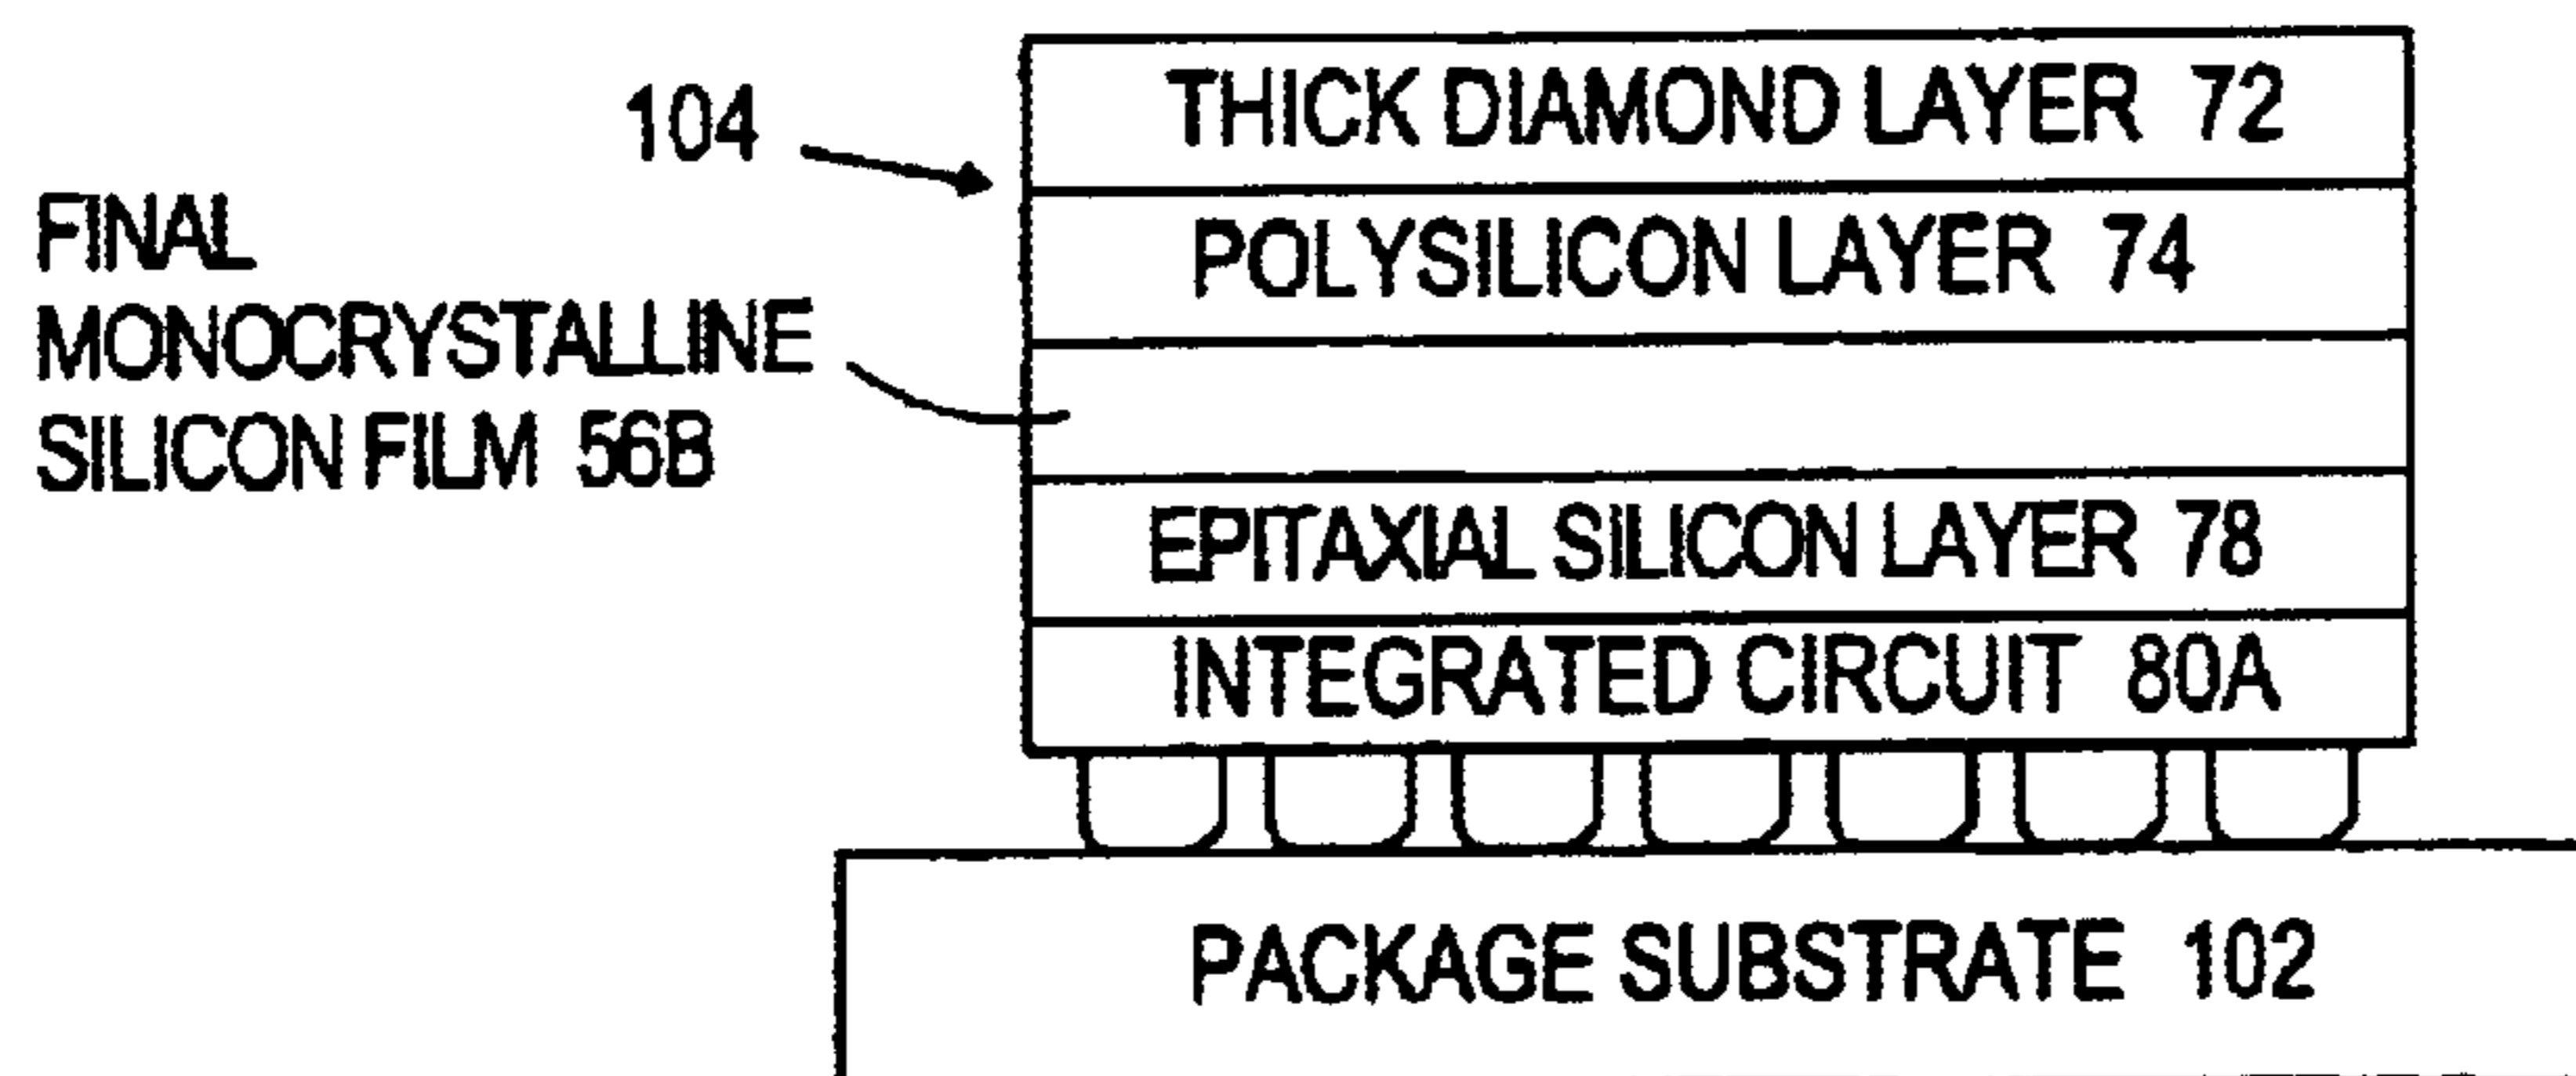 104
THICK DIAMOND LAYER 72
FINAL
MONOCRYSTALLINE
SILICON FILM 56B
POLYSILICON LAYER 74
EPITAXIAL SILICON LAYER 78
INTEGRATED CIRCUIT 80A
PACKAGE SUBSTRATE 102